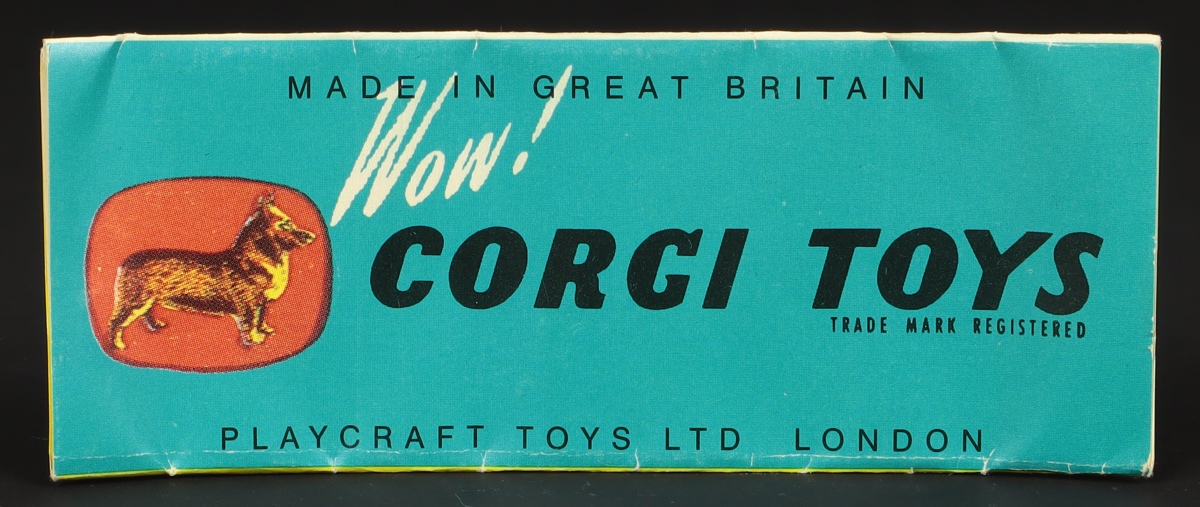 MADE IN GREAT BRITAIN
Wow!
CORGI TOYS
TRADE MARK REGISTERED
PLAYCRAFT TOYS LTD LONDON